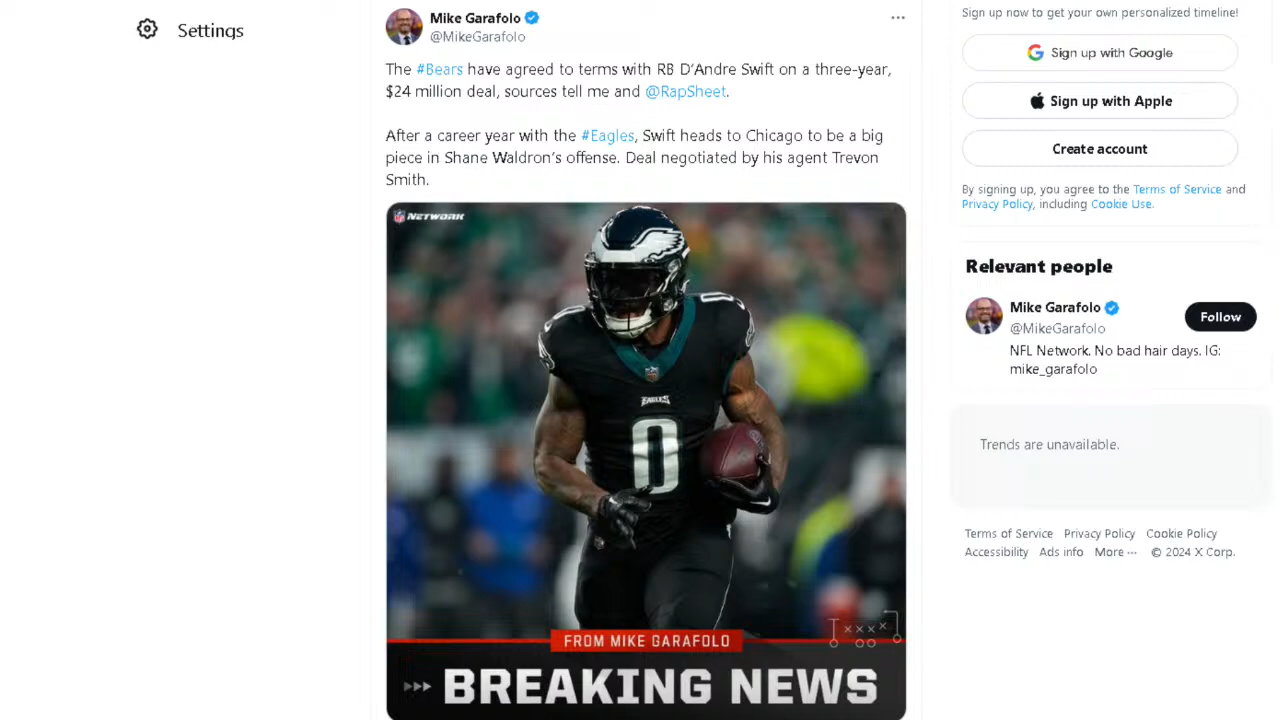 Settings
Mike Garafolo
@MikeGarafolo
The #Bears have agreed to terms with RB D'Andre Swift on a three-year,
$24 million deal, sources tell me and @RapSheet.
After a career year with the #Eagles, Swift heads to Chicago to be a big
piece in Shane Waldron's offense. Deal negotiated by his agent Trevon
Smith.
NFL NETWORK
0
EAGLES
0
FROM MIKE GARAFOLO
BREAKING NEWS
Sign up now to get your own personalized timeline!
Sign up with Google
Sign up with Apple
Create account
By signing up, you agree to the Terms of Service and
Privacy Policy, including Cookie Use.
Relevant people
Mike Garafolo
@MikeGarafolo
Follow
NFL Network. No bad hair days. IG:
mike_garafolo
Trends are unavailable.
Terms of Service Privacy Policy Cookie Policy
Accessibility Ads info More ··· © 2024 X Corp.